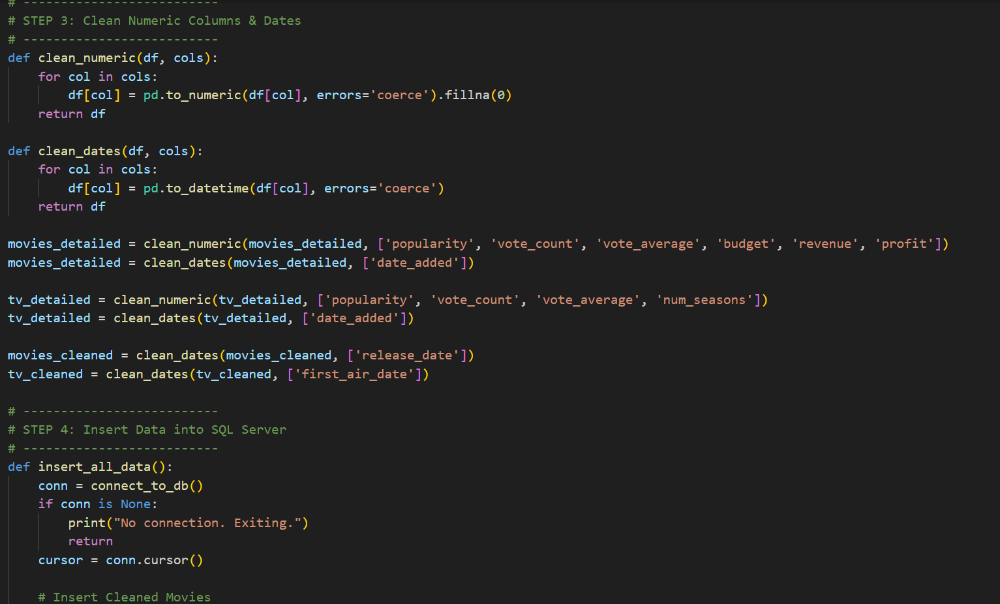 # --------------------------
# STEP 3: Clean Numeric Columns & Dates
# --------------------------
def clean_numeric(df, cols):
    for col in cols:
        df[col] = pd.to_numeric(df[col], errors='coerce').fillna(0)
    return df

def clean_dates(df, cols):
    for col in cols:
        df[col] = pd.to_datetime(df[col], errors='coerce')
    return df

movies_detailed = clean_numeric(movies_detailed, ['popularity', 'vote_count', 'vote_average', 'budget', 'revenue', 'profit'])
movies_detailed = clean_dates(movies_detailed, ['date_added'])

tv_detailed = clean_numeric(tv_detailed, ['popularity', 'vote_count', 'vote_average', 'num_seasons'])
tv_detailed = clean_dates(tv_detailed, ['date_added'])

movies_cleaned = clean_dates(movies_cleaned, ['release_date'])
tv_cleaned = clean_dates(tv_cleaned, ['first_air_date'])

# --------------------------
# STEP 4: Insert Data into SQL Server
# --------------------------
def insert_all_data():
    conn = connect_to_db()
    if conn is None:
        print("No connection. Exiting.")
        return
    cursor = conn.cursor()

    # Insert Cleaned Movies